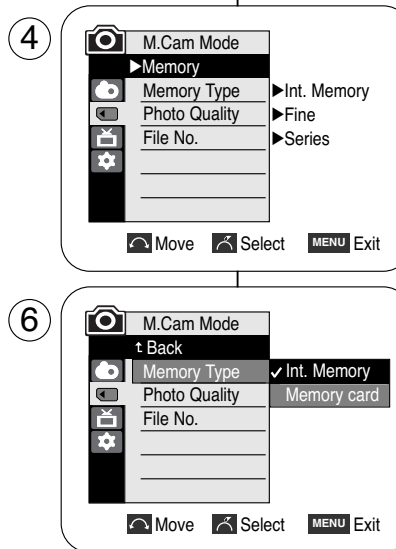 4
M.Cam Mode
▶Memory
Memory Type ▶Int. Memory
Photo Quality ▶Fine
File No. ▶Series
Move Select MENU Exit
6
M.Cam Mode
Back
Memory Type ✓ Int. Memory
Photo Quality Memory card
File No.
Move Select MENU Exit